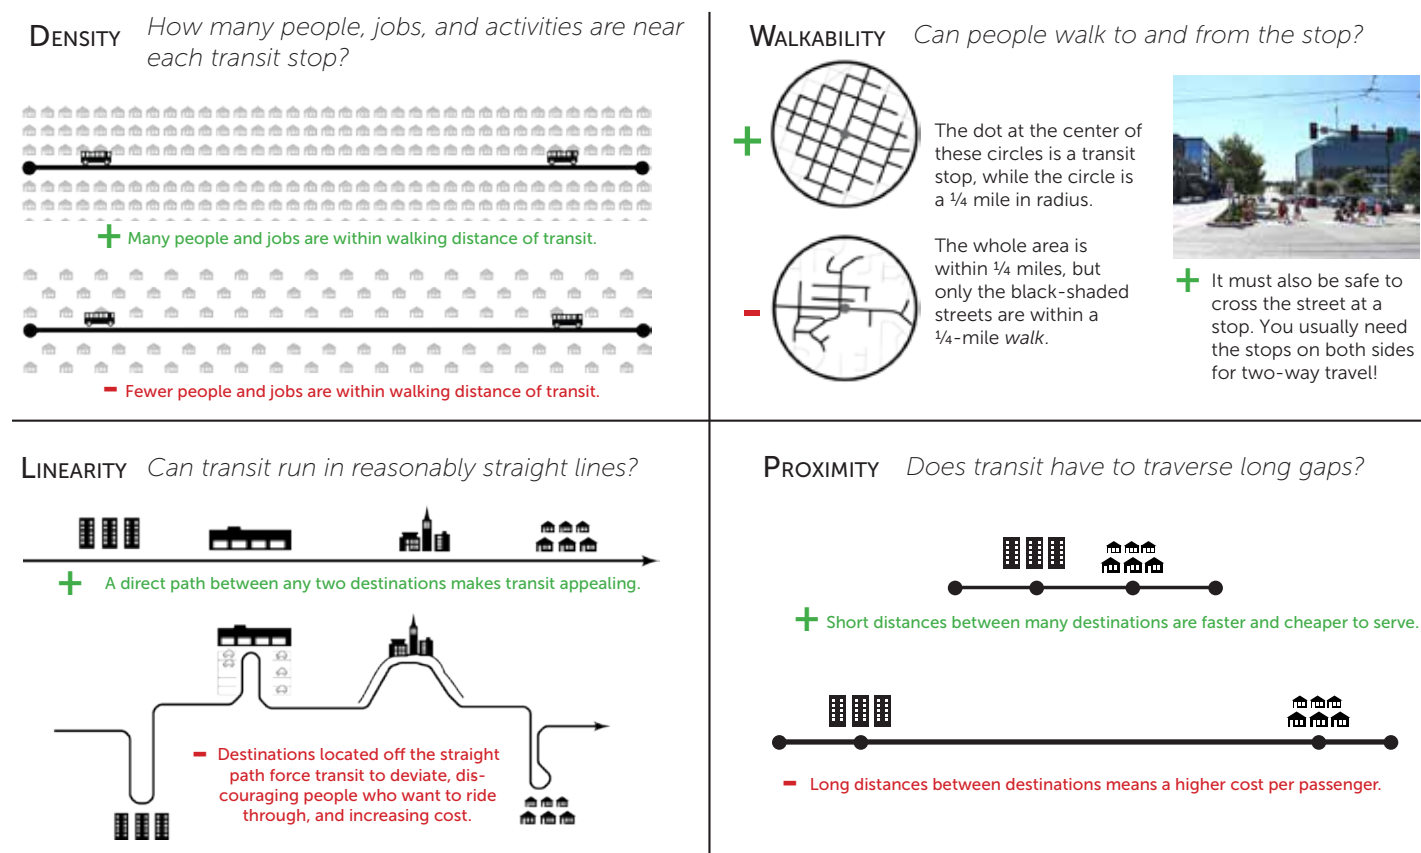 DENSITY How many people, jobs, and activities are near
each transit stop?
+ Many people and jobs are within walking distance of transit.
- Fewer people and jobs are within walking distance of transit.
WALKABILITY Can people walk to and from the stop?
+
The dot at the center of
these circles is a transit
stop, while the circle is
a ¼ mile in radius.
-
The whole area is
within ¼ miles, but
only the black-shaded
streets are within a
¼-mile walk.
+ It must also be safe to
cross the street at a
stop. You usually need
the stops on both sides
for two-way travel!
LINEARITY Can transit run in reasonably straight lines?
+ A direct path between any two destinations makes transit appealing.
- Destinations located off the straight
path force transit to deviate, dis-
couraging people who want to ride
through, and increasing cost.
PROXIMITY Does transit have to traverse long gaps?
+ Short distances between many destinations are faster and cheaper to serve.
- Long distances between destinations means a higher cost per passenger.